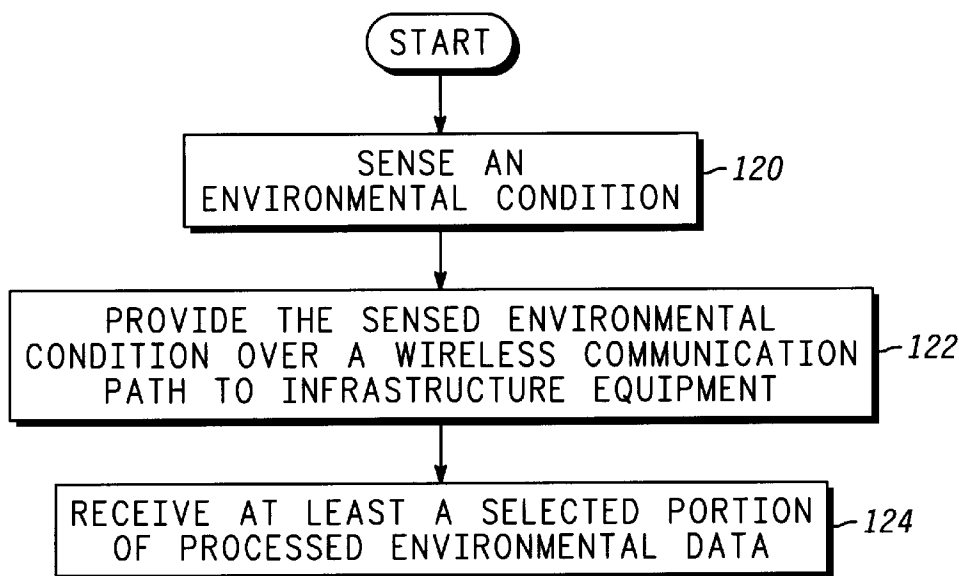 START
SENSE AN
ENVIRONMENTAL CONDITION
120
PROVIDE THE SENSED ENVIRONMENTAL
CONDITION OVER A WIRELESS COMMUNICATION
PATH TO INFRASTRUCTURE EQUIPMENT
122
RECEIVE AT LEAST A SELECTED PORTION
OF PROCESSED ENVIRONMENTAL DATA
124